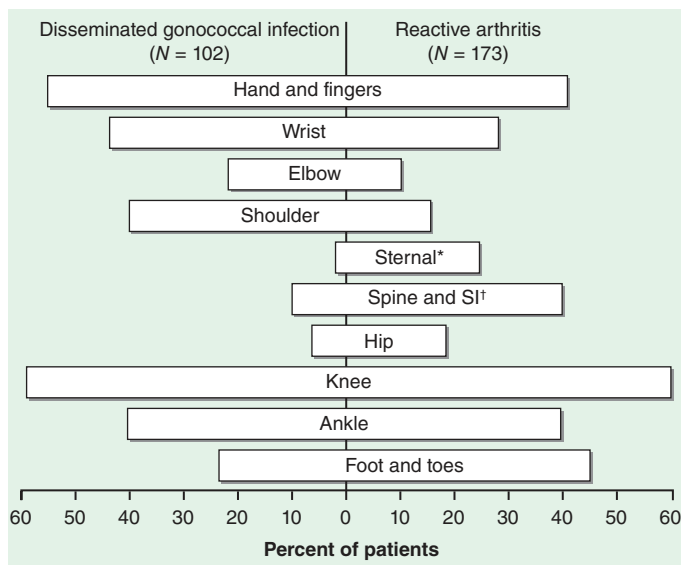 Disseminated gonococcal infection
(N = 102)
Reactive arthritis
(N = 173)
Hand and fingers
Wrist
Elbow
Shoulder
Sternal*
Spine and SI†
Hip
Knee
Ankle
Foot and toes
60 50 40 30 20 10 0 10 20 30 40 50 60
Percent of patients